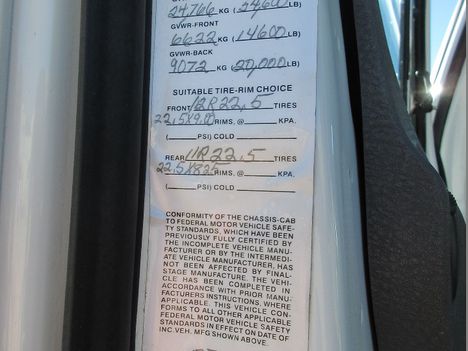 24766 KG (54600 LB)
GVWR-FRONT
6622 KG (14600 LB)
GVWR-BACK
9072 KG (20,000 LB)
SUITABLE TIRE-RIM CHOICE
FRONT 12R22.5 TIRES
22.5X9.00 RIMS, @ KPA.
( PSI) COLD
REAR 11R22.5 TIRES
22.5X8.25 RIMS, @ KPA.
( PSI) COLD
CONFORMITY OF THE CHASSIS-CAB
TO FEDERAL MOTOR VEHICLE SAFE-
TY STANDARDS, WHICH HAVE BEEN
PREVIOUSLY FULLY CERTIFIED BY
THE INCOMPLETE VEHICLE MANU-
FACTURER OR BY THE INTERMEDI-
ATE VEHICLE MANUFACTURER, HAS
NOT BEEN AFFECTED BY FINAL-
STAGE MANUFACTURE. THE VEHI-
CLE HAS BEEN COMPLETED IN
ACCORDANCE WITH PRIOR MANU-
FACTURERS INSTRUCTIONS, WHERE
APPLICABLE. THIS VEHICLE CON-
FORMS TO ALL OTHER APPLICABLE
FEDERAL MOTOR VEHICLE SAFETY
STANDARDS IN EFFECT ON DATE OF
INC. VEH. MFG SHOWN ABOVE.